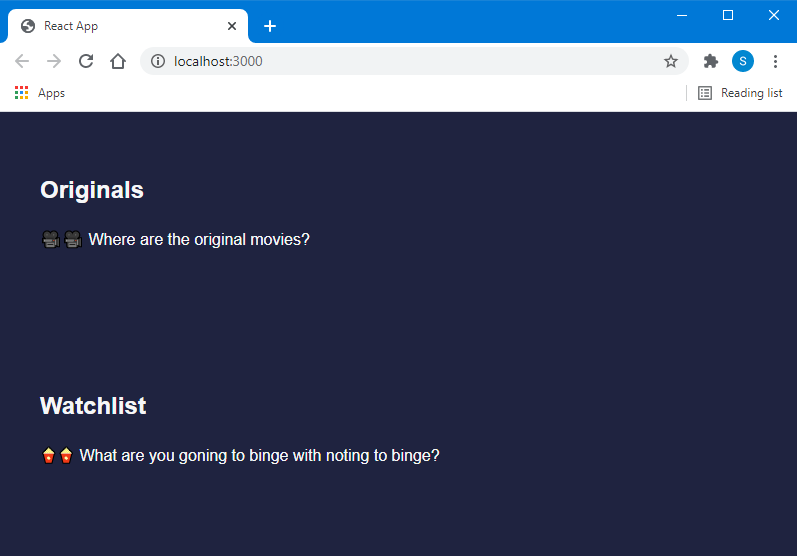 React App
localhost:3000
S
Apps
Reading list
Originals
🎥🎥 Where are the original movies?
Watchlist
🍿🍿 What are you goning to binge with noting to binge?